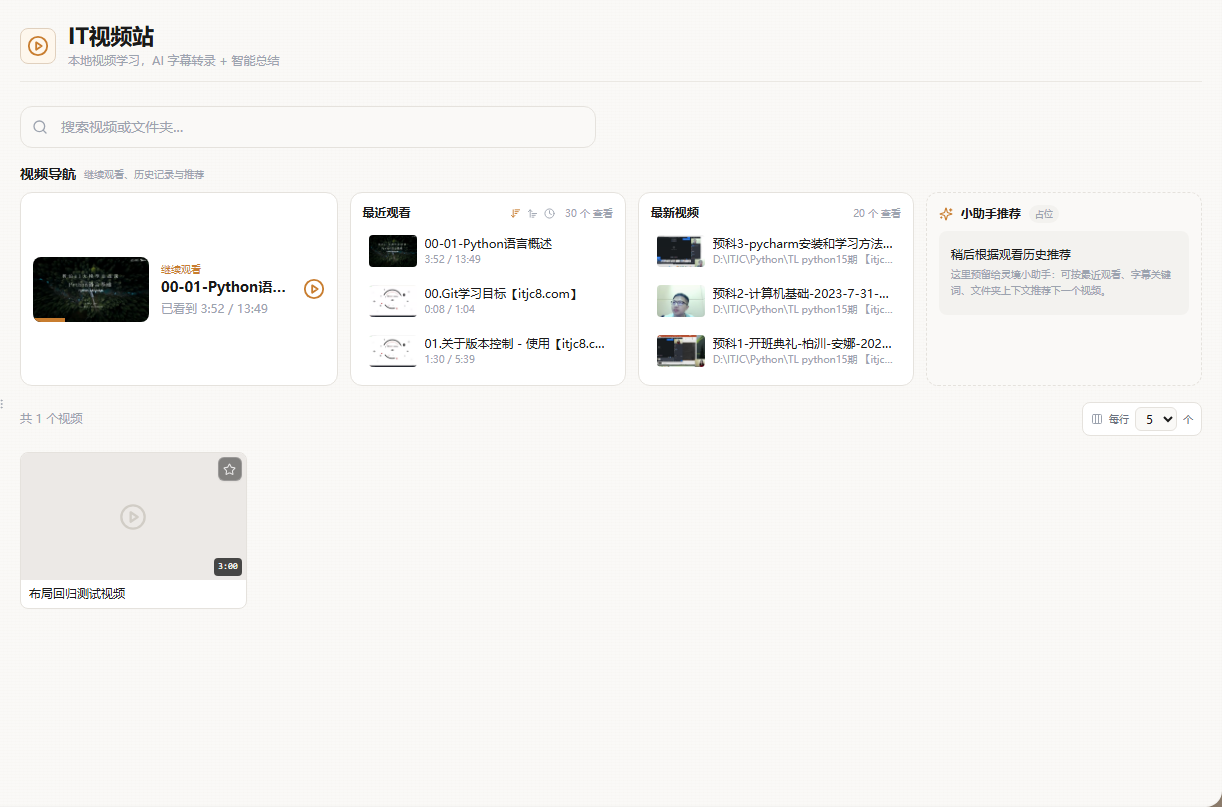 IT视频站
本地视频学习，AI 字幕转录 + 智能总结
搜索视频或文件夹...
视频导航 继续观看、历史记录与推荐
继续观看
00-01-Python语...
已看到 3:52 / 13:49
最近观看 30 个 查看
00-01-Python语言概述
3:52 / 13:49
00.Git学习目标【itjc8.com】
0:08 / 1:04
01.关于版本控制 - 使用【itjc8.c...
1:30 / 5:39
最新视频 20 个 查看
预科3-pycharm安装和学习方法...
D:\ITJC\Python\TL python15期 【itjc...
预科2-计算机基础-2023-7-31-...
D:\ITJC\Python\TL python15期 【itjc...
预科1-开班典礼-柏汌-安娜-202...
D:\ITJC\Python\TL python15期 【itjc...
小助手推荐 占位
稍后根据观看历史推荐
这里预留给灵境小助手：可按最近观看、字幕关键
词、文件夹上下文推荐下一个视频。
共 1 个视频
每行 5 个
3:00
布局回归测试视频